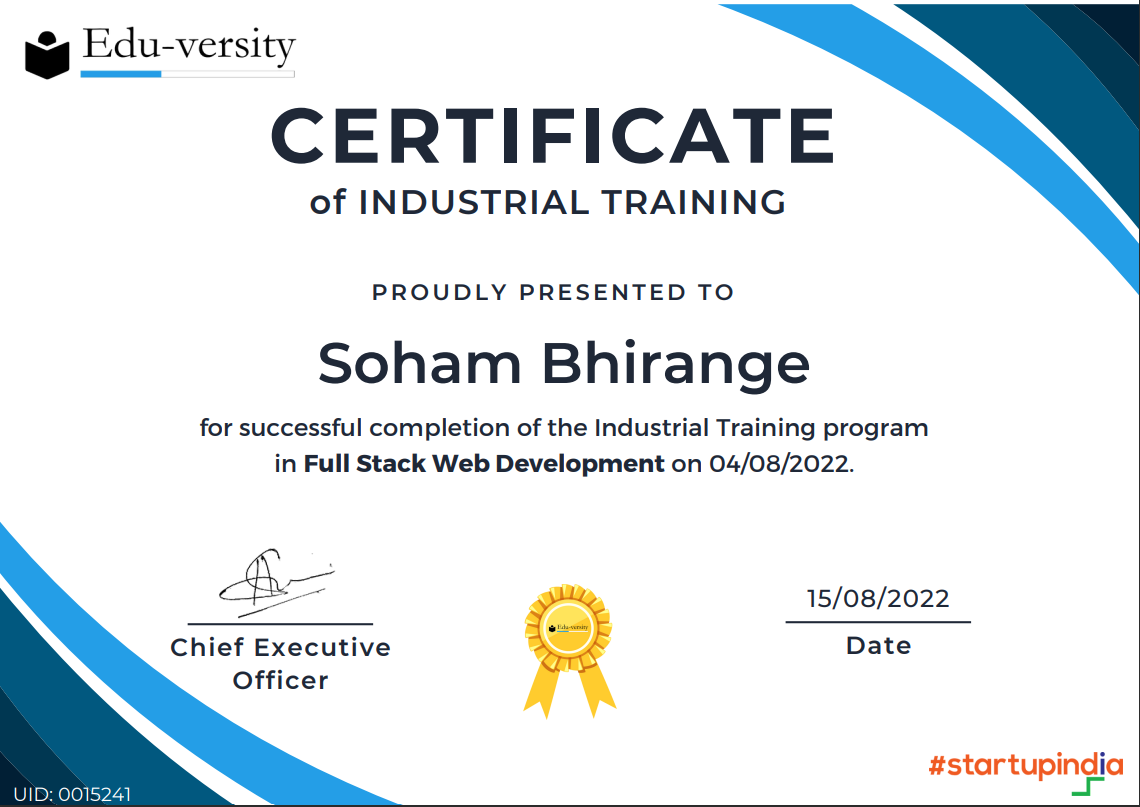 Edu-versity
CERTIFICATE
of INDUSTRIAL TRAINING
PROUDLY PRESENTED TO
Soham Bhirange
for successful completion of the Industrial Training program
in Full Stack Web Development on 04/08/2022.
Chief Executive
Officer
Edu-versity
15/08/2022
Date
#startupindia
UID: 0015241